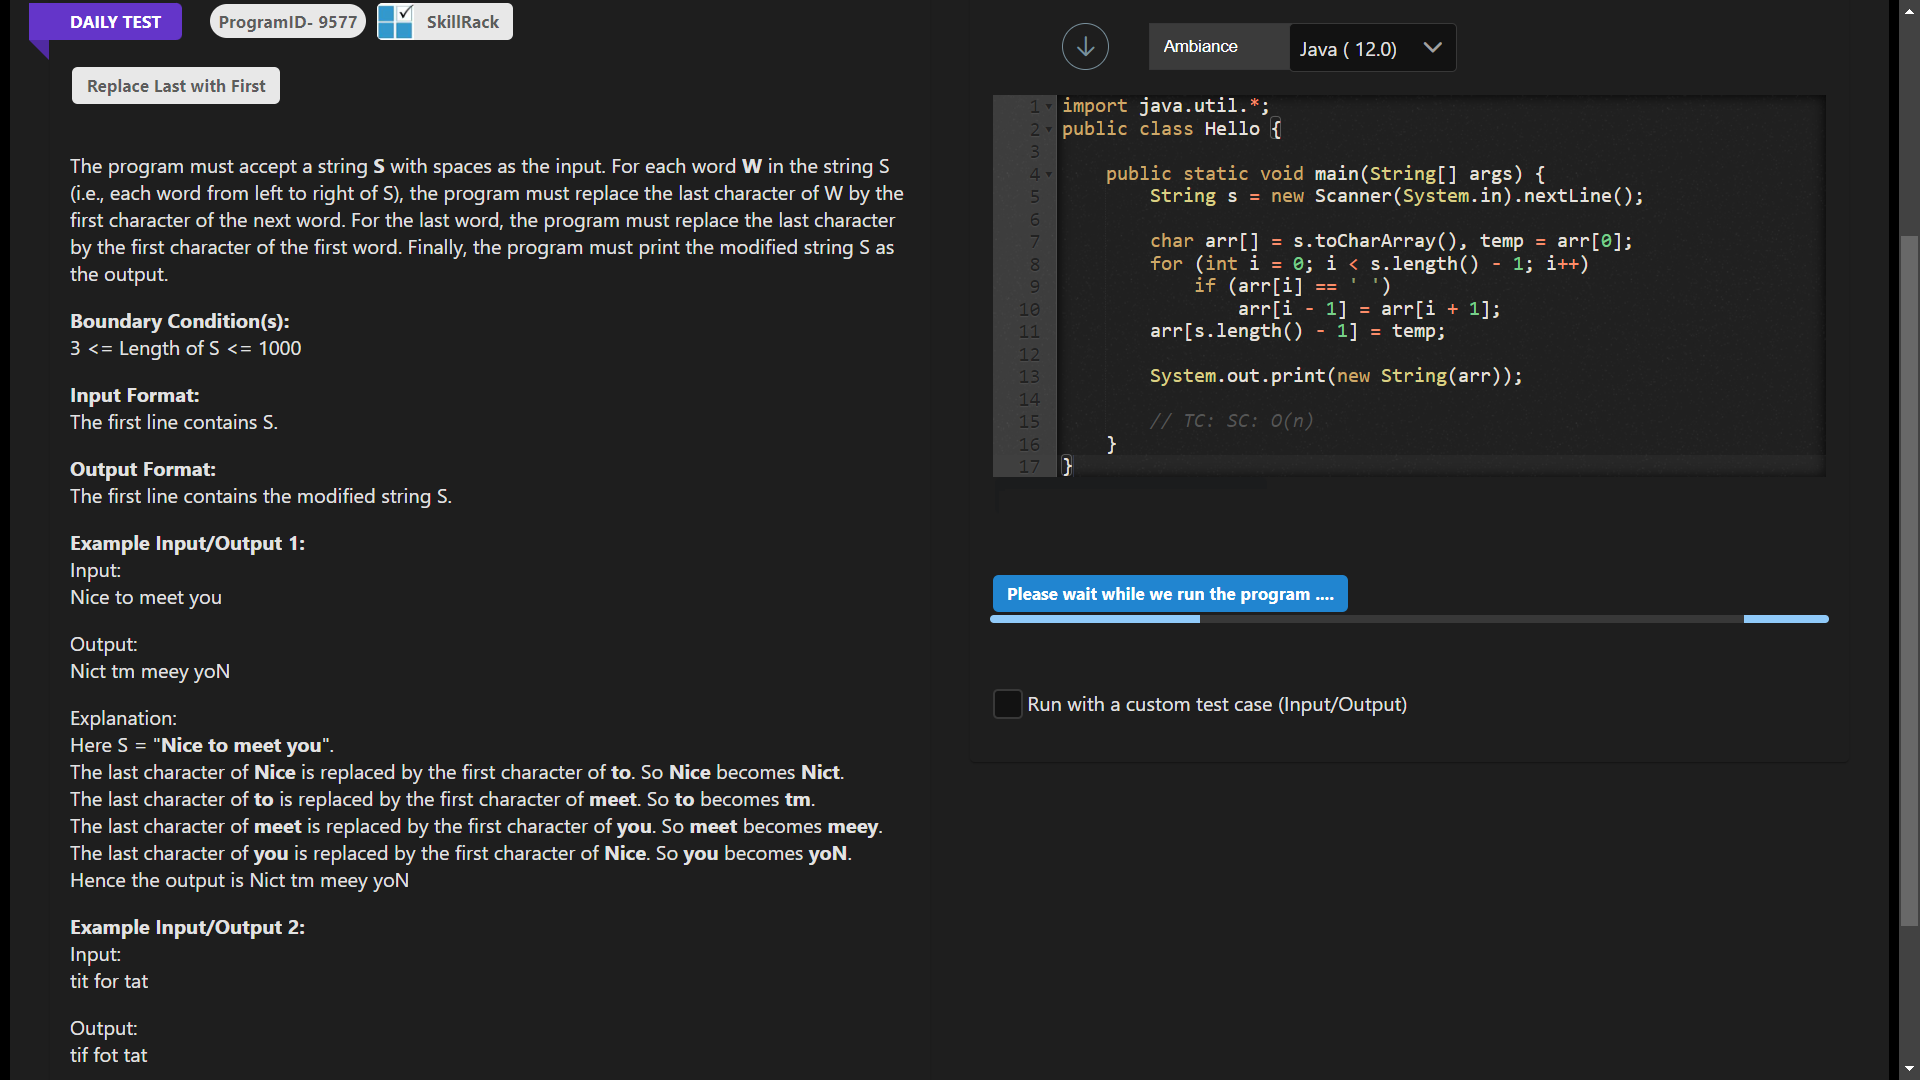 DAILY TEST
ProgramID- 9577
SkillRack
Replace Last with First
The program must accept a string S with spaces as the input. For each word W in the string S
(i.e., each word from left to right of S), the program must replace the last character of W by the
first character of the next word. For the last word, the program must replace the last character
by the first character of the first word. Finally, the program must print the modified string S as
the output.
Boundary Condition(s):
3 <= Length of S <= 1000
Input Format:
The first line contains S.
Output Format:
The first line contains the modified string S.
Example Input/Output 1:
Input:
Nice to meet you
Output:
Nict tm meey yoN
Explanation:
Here S = "Nice to meet you".
The last character of Nice is replaced by the first character of to. So Nice becomes Nict.
The last character of to is replaced by the first character of meet. So to becomes tm.
The last character of meet is replaced by the first character of you. So meet becomes meey.
The last character of you is replaced by the first character of Nice. So you becomes yoN.
Hence the output is Nict tm meey yoN
Example Input/Output 2:
Input:
tit for tat
Output:
tif fot tat
Ambiance
Java ( 12.0)
1 import java.util.*;
2 public class Hello {
3
4     public static void main(String[] args) {
5         String s = new Scanner(System.in).nextLine();
6
7         char arr[] = s.toCharArray(), temp = arr[0];
8         for (int i = 0; i < s.length() - 1; i++)
9             if (arr[i] == ' ')
10                 arr[i - 1] = arr[i + 1];
11         arr[s.length() - 1] = temp;
12
13         System.out.print(new String(arr));
14
15         // TC: SC: O(n)
16     }
17 }
Please wait while we run the program ....
Run with a custom test case (Input/Output)